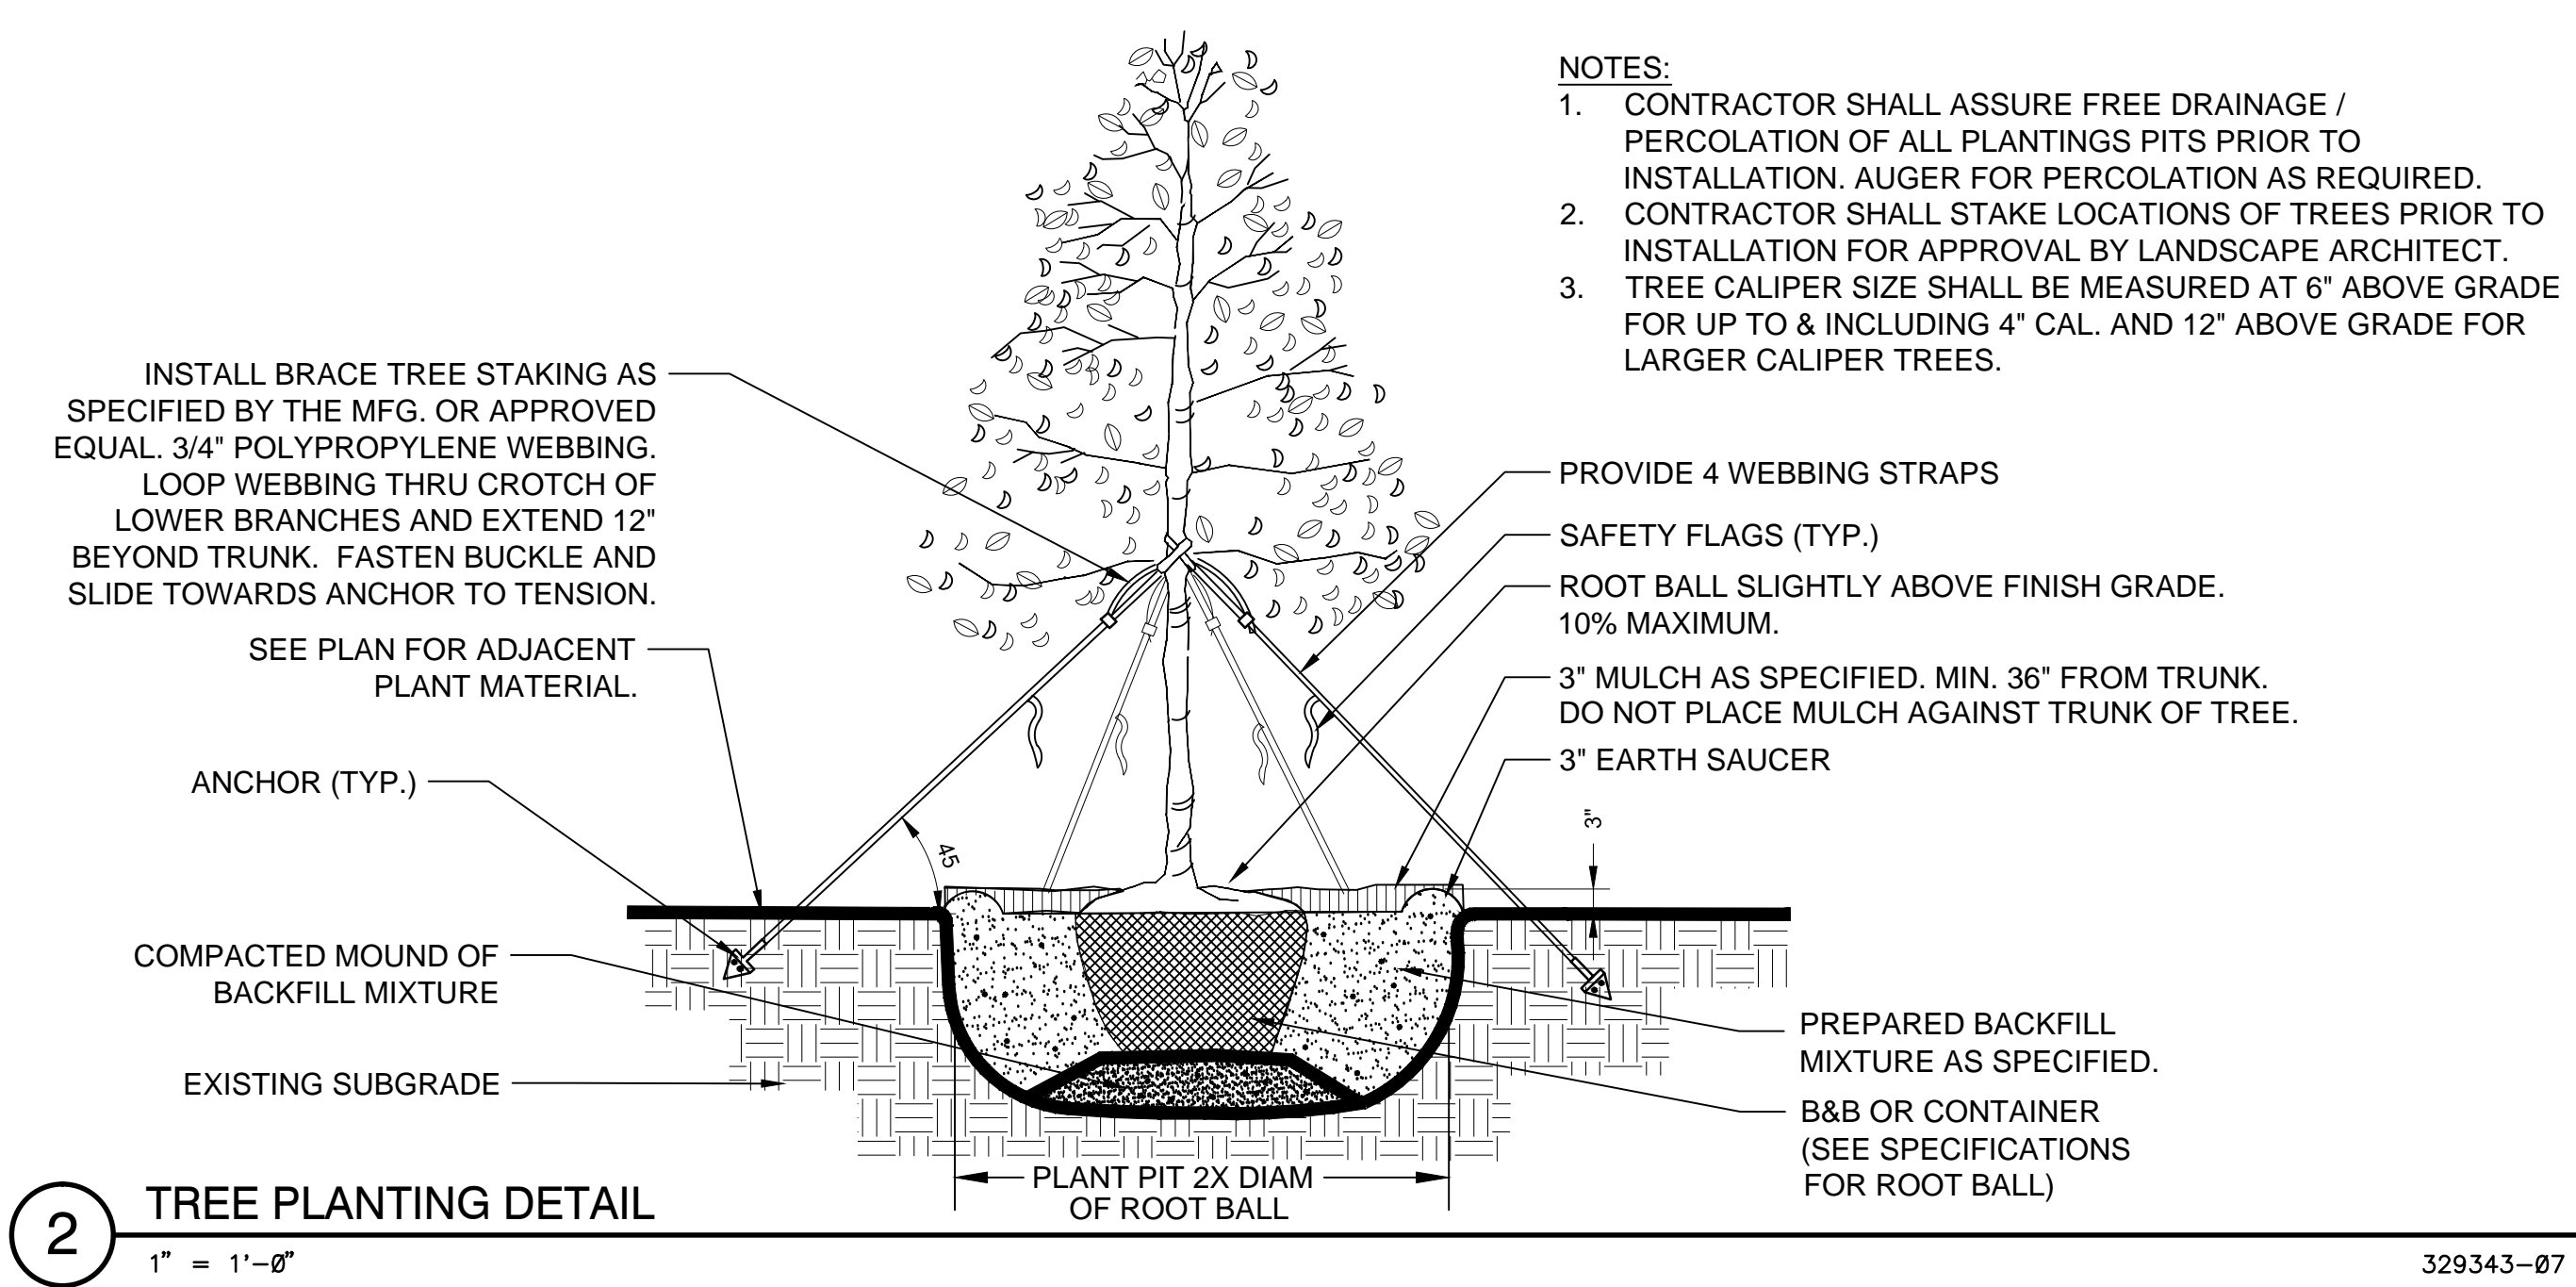 NOTES:
1. CONTRACTOR SHALL ASSURE FREE DRAINAGE /
PERCOLATION OF ALL PLANTINGS PITS PRIOR TO
INSTALLATION. AUGER FOR PERCOLATION AS REQUIRED.
2. CONTRACTOR SHALL STAKE LOCATIONS OF TREES PRIOR TO
INSTALLATION FOR APPROVAL BY LANDSCAPE ARCHITECT.
3. TREE CALIPER SIZE SHALL BE MEASURED AT 6" ABOVE GRADE
FOR UP TO & INCLUDING 4" CAL. AND 12" ABOVE GRADE FOR
LARGER CALIPER TREES.
INSTALL BRACE TREE STAKING AS
SPECIFIED BY THE MFG. OR APPROVED
EQUAL. 3/4" POLYPROPYLENE WEBBING.
LOOP WEBBING THRU CROTCH OF
LOWER BRANCHES AND EXTEND 12"
BEYOND TRUNK. FASTEN BUCKLE AND
SLIDE TOWARDS ANCHOR TO TENSION.
SEE PLAN FOR ADJACENT
PLANT MATERIAL.
ANCHOR (TYP.)
COMPACTED MOUND OF
BACKFILL MIXTURE
EXISTING SUBGRADE
PROVIDE 4 WEBBING STRAPS
SAFETY FLAGS (TYP.)
ROOT BALL SLIGHTLY ABOVE FINISH GRADE.
10% MAXIMUM.
3" MULCH AS SPECIFIED. MIN. 36" FROM TRUNK.
DO NOT PLACE MULCH AGAINST TRUNK OF TREE.
3" EARTH SAUCER
3"
45
PREPARED BACKFILL
MIXTURE AS SPECIFIED.
B&B OR CONTAINER
(SEE SPECIFICATIONS
FOR ROOT BALL)
PLANT PIT 2X DIAM
OF ROOT BALL
2
TREE PLANTING DETAIL
1" = 1'-0"
329343-07